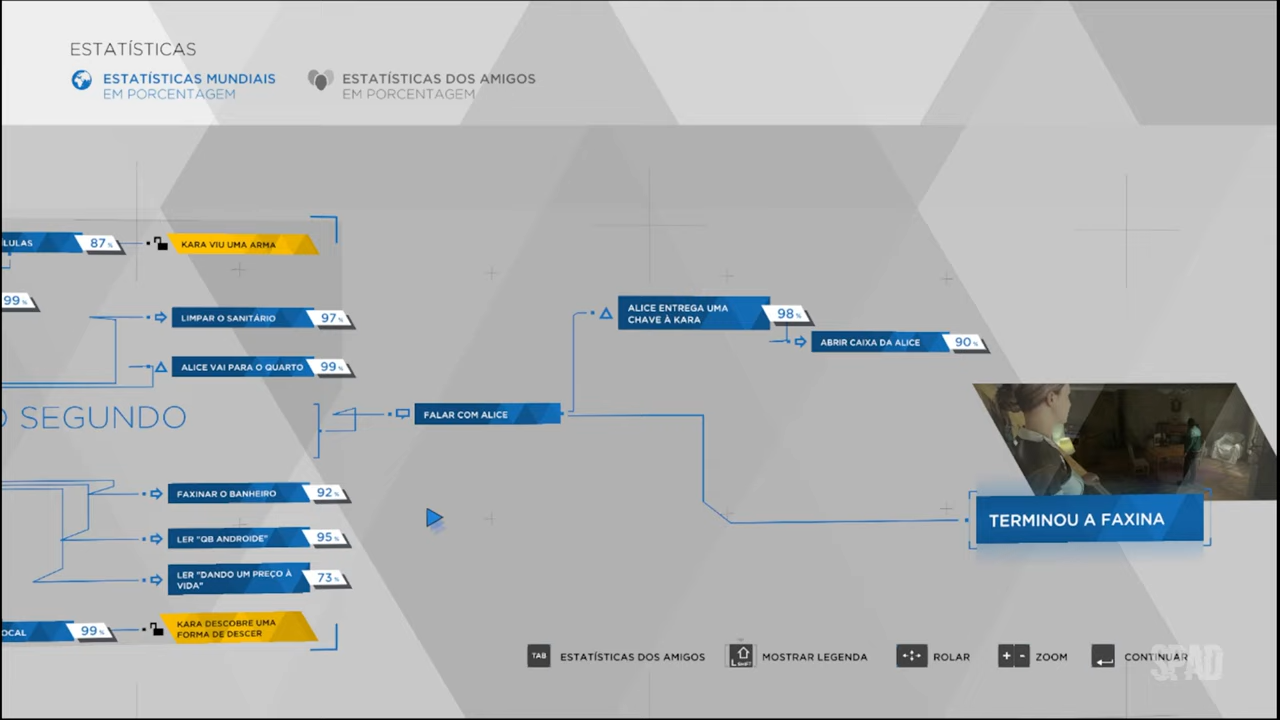 ESTATÍSTICAS
ESTATÍSTICAS MUNDIAIS
EM PORCENTAGEM
ESTATÍSTICAS DOS AMIGOS
EM PORCENTAGEM
87%
KARA VIU UMA ARMA
99%
LIMPAR O SANITÁRIO 97%
ALICE VAI PARA O QUARTO 99%
SEGUNDO
FALAR COM ALICE
ALICE ENTREGA UMA
CHAVE À KARA
98%
ABRIR CAIXA DA ALICE 90%
TERMINOU A FAXINA
FAXINAR O BANHEIRO 92%
LER "QB ANDROIDE" 95%
LER "DANDO UM PREÇO À
VIDA"
73%
OCAL 99%
KARA DESCOBRE UMA
FORMA DE DESCER
TAB ESTATÍSTICAS DOS AMIGOS
L SHIFT MOSTRAR LEGENDA
ROLAR
+ - ZOOM
CONTINUAR
SPAD